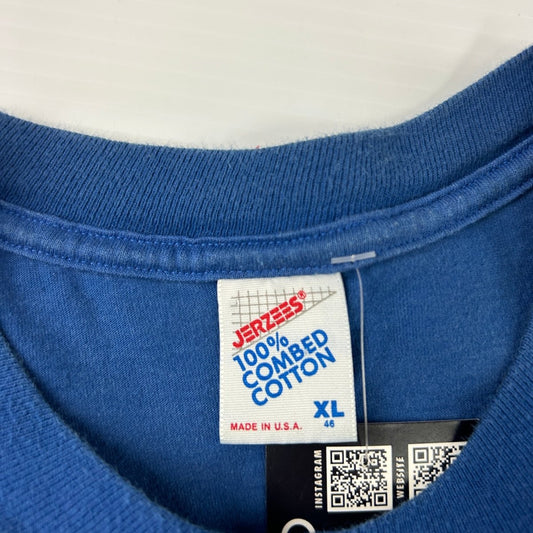 JERZEES®
100%
COMBED
COTTON
XL
46
MADE IN U.S.A.
INSTAGRAM
WEBSITE